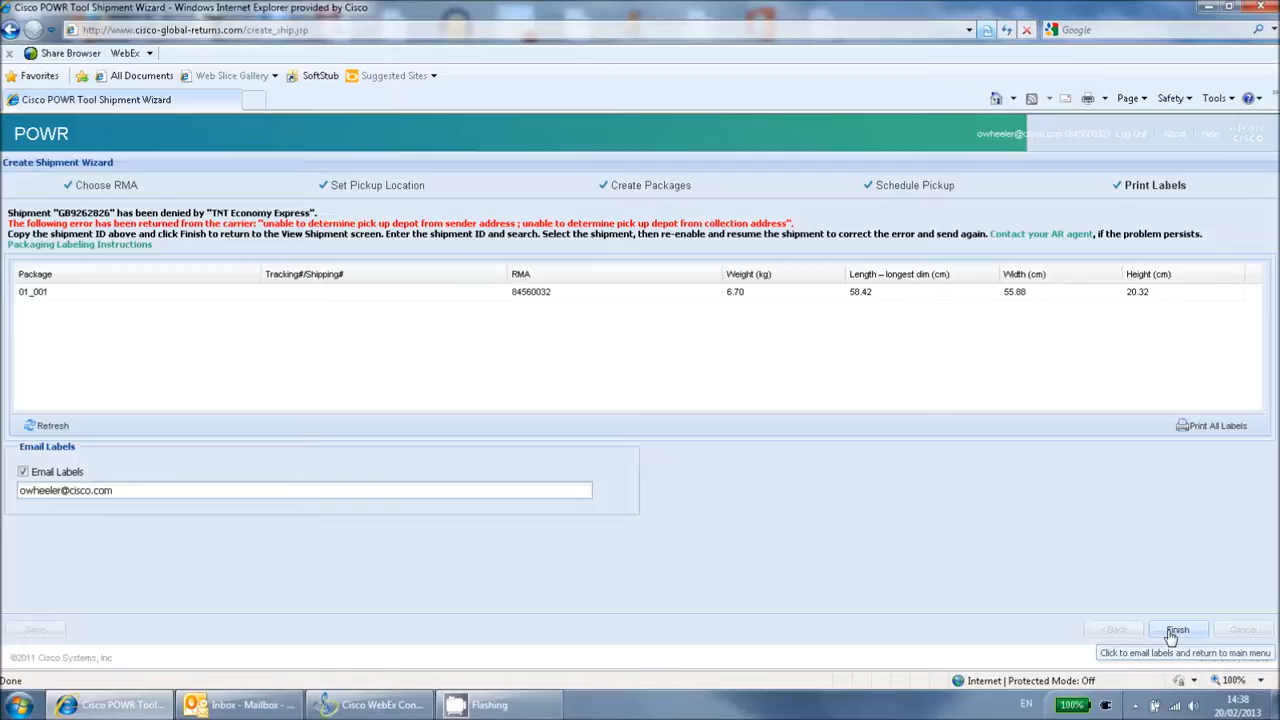 Cisco POWR Tool Shipment Wizard - Windows Internet Explorer provided by Cisco
http://www.cisco-global-returns.com/create_ship.jsp
Google
Share Browser WebEx
Favorites All Documents Web Slice Gallery SoftStub Suggested Sites
Cisco POWR Tool Shipment Wizard
Page Safety Tools
POWR
Log Out About Help
CISCO
Create Shipment Wizard
Choose RMA Set Pickup Location Create Packages Schedule Pickup Print Labels
Shipment "GB9262826" has been denied by "TNT Economy Express".
The following error has been returned from the carrier: "unable to determine pick up depot from sender address ; unable to determine pick up depot from collection address".
Copy the shipment ID above and click Finish to return to the View Shipment screen. Enter the shipment ID and search. Select the shipment, then re-enable and resume the shipment to correct the error and send again. Contact your AR agent, if the problem persists.
Packaging Labeling Instructions
Package Tracking#/Shipping# RMA Weight (kg) Length – longest dim (cm) Width (cm) Height (cm)
01_001 84560032 6.70 58.42 55.88 20.32
Refresh Print All Labels
Email Labels
Email Labels
owheeler@cisco.com
Save < Back Finish Cancel
Click to email labels and return to main menu
©2011 Cisco Systems, Inc
Done Internet | Protected Mode: Off 100%
Cisco POWR Tool... Inbox - Mailbox - ... Cisco WebEx Con... Flashing EN 100% 14:38
20/02/2013